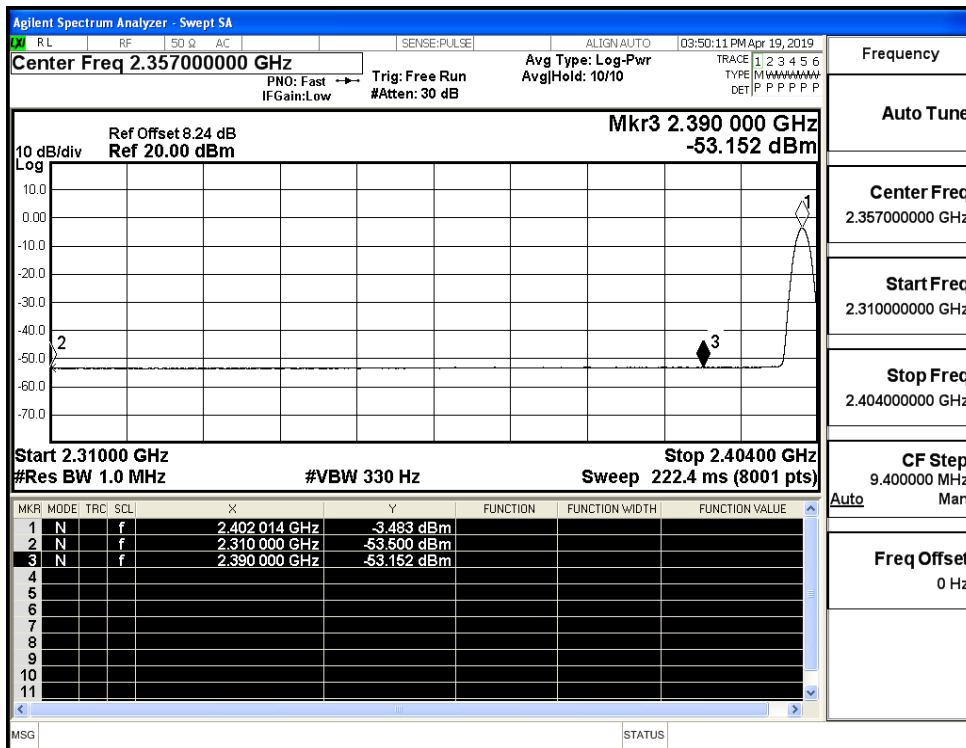 Agilent Spectrum Analyzer - Swept SA
LXI RL RF 50 Ω AC SENSE:PULSE ALIGNAUTO 03:50:11 PM Apr 19, 2019
Center Freq 2.357000000 GHz
PNO: Fast
IFGain:Low
Trig: Free Run
#Atten: 30 dB
Avg Type: Log-Pwr
Avg|Hold: 10/10
TRACE 1 2 3 4 5 6
TYPE M W W W W W
DET P P P P P P
Ref Offset 8.24 dB
10 dB/div Ref 20.00 dBm
Log
Mkr3 2.390 000 GHz
-53.152 dBm
10.0
0.00
-10.0
-20.0
-30.0
-40.0
-50.0
-60.0
-70.0
1
2
3
Start 2.31000 GHz Stop 2.40400 GHz
#Res BW 1.0 MHz #VBW 330 Hz Sweep 222.4 ms (8001 pts)
MKR MODE TRC SCL X Y FUNCTION FUNCTION WIDTH FUNCTION VALUE
1 N f 2.402 014 GHz -3.483 dBm
2 N f 2.310 000 GHz -53.500 dBm
3 N f 2.390 000 GHz -53.152 dBm
4
5
6
7
8
9
10
11
MSG STATUS
Frequency
Auto Tune
Center Freq
2.357000000 GHz
Start Freq
2.310000000 GHz
Stop Freq
2.404000000 GHz
CF Step
9.400000 MHz
Auto Man
Freq Offset
0 Hz